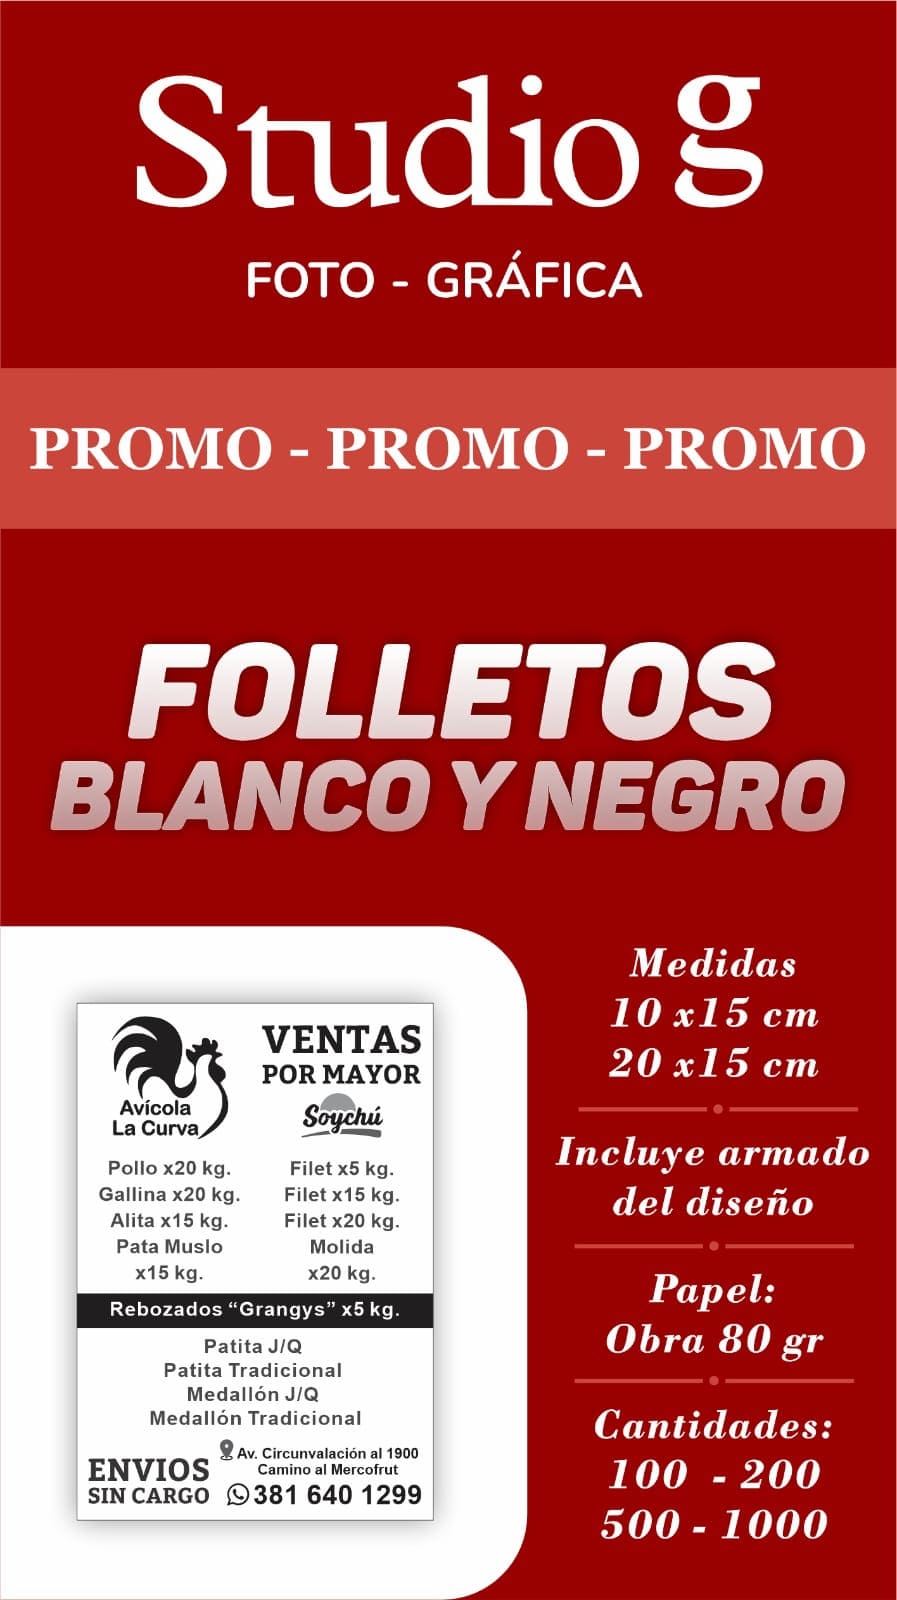 Studio g
FOTO - GRÁFICA
PROMO - PROMO - PROMO
FOLLETOS
BLANCO Y NEGRO
Avícola
La Curva
VENTAS
POR MAYOR
Soychú
Pollo x20 kg.
Gallina x20 kg.
Alita x15 kg.
Pata Muslo
x15 kg.
Filet x5 kg.
Filet x15 kg.
Filet x20 kg.
Molida
x20 kg.
Rebozados “Grangys” x5 kg.
Patita J/Q
Patita Tradicional
Medallón J/Q
Medallón Tradicional
ENVIOS
SIN CARGO
Av. Circunvalación al 1900
Camino al Mercofrut
381 640 1299
Medidas
10 x15 cm
20 x15 cm
Incluye armado
del diseño
Papel:
Obra 80 gr
Cantidades:
100 - 200
500 - 1000